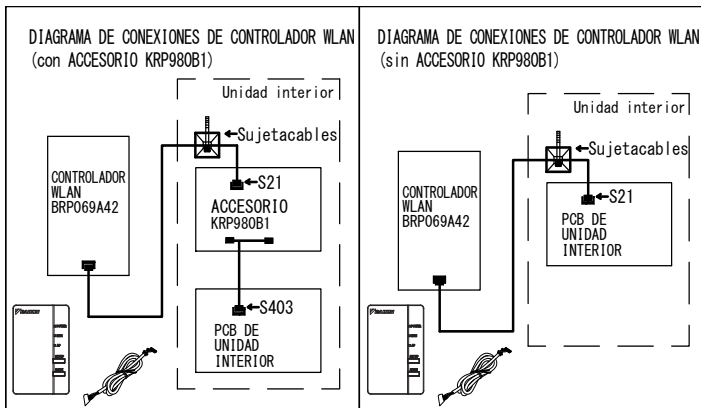 DIAGRAMA DE CONEXIONES DE CONTROLADOR WLAN
(con ACCESORIO KRP980B1)
Unidad interior
Sujetacables
CONTROLADOR
WLAN
BRP069A42
S21
ACCESORIO
KRP980B1
S403
PCB DE
UNIDAD
INTERIOR
DAIKIN
DIAGRAMA DE CONEXIONES DE CONTROLADOR WLAN
(sin ACCESORIO KRP980B1)
Unidad interior
Sujetacables
CONTROLADOR
WLAN
BRP069A42
S21
PCB DE
UNIDAD
INTERIOR
DAIKIN